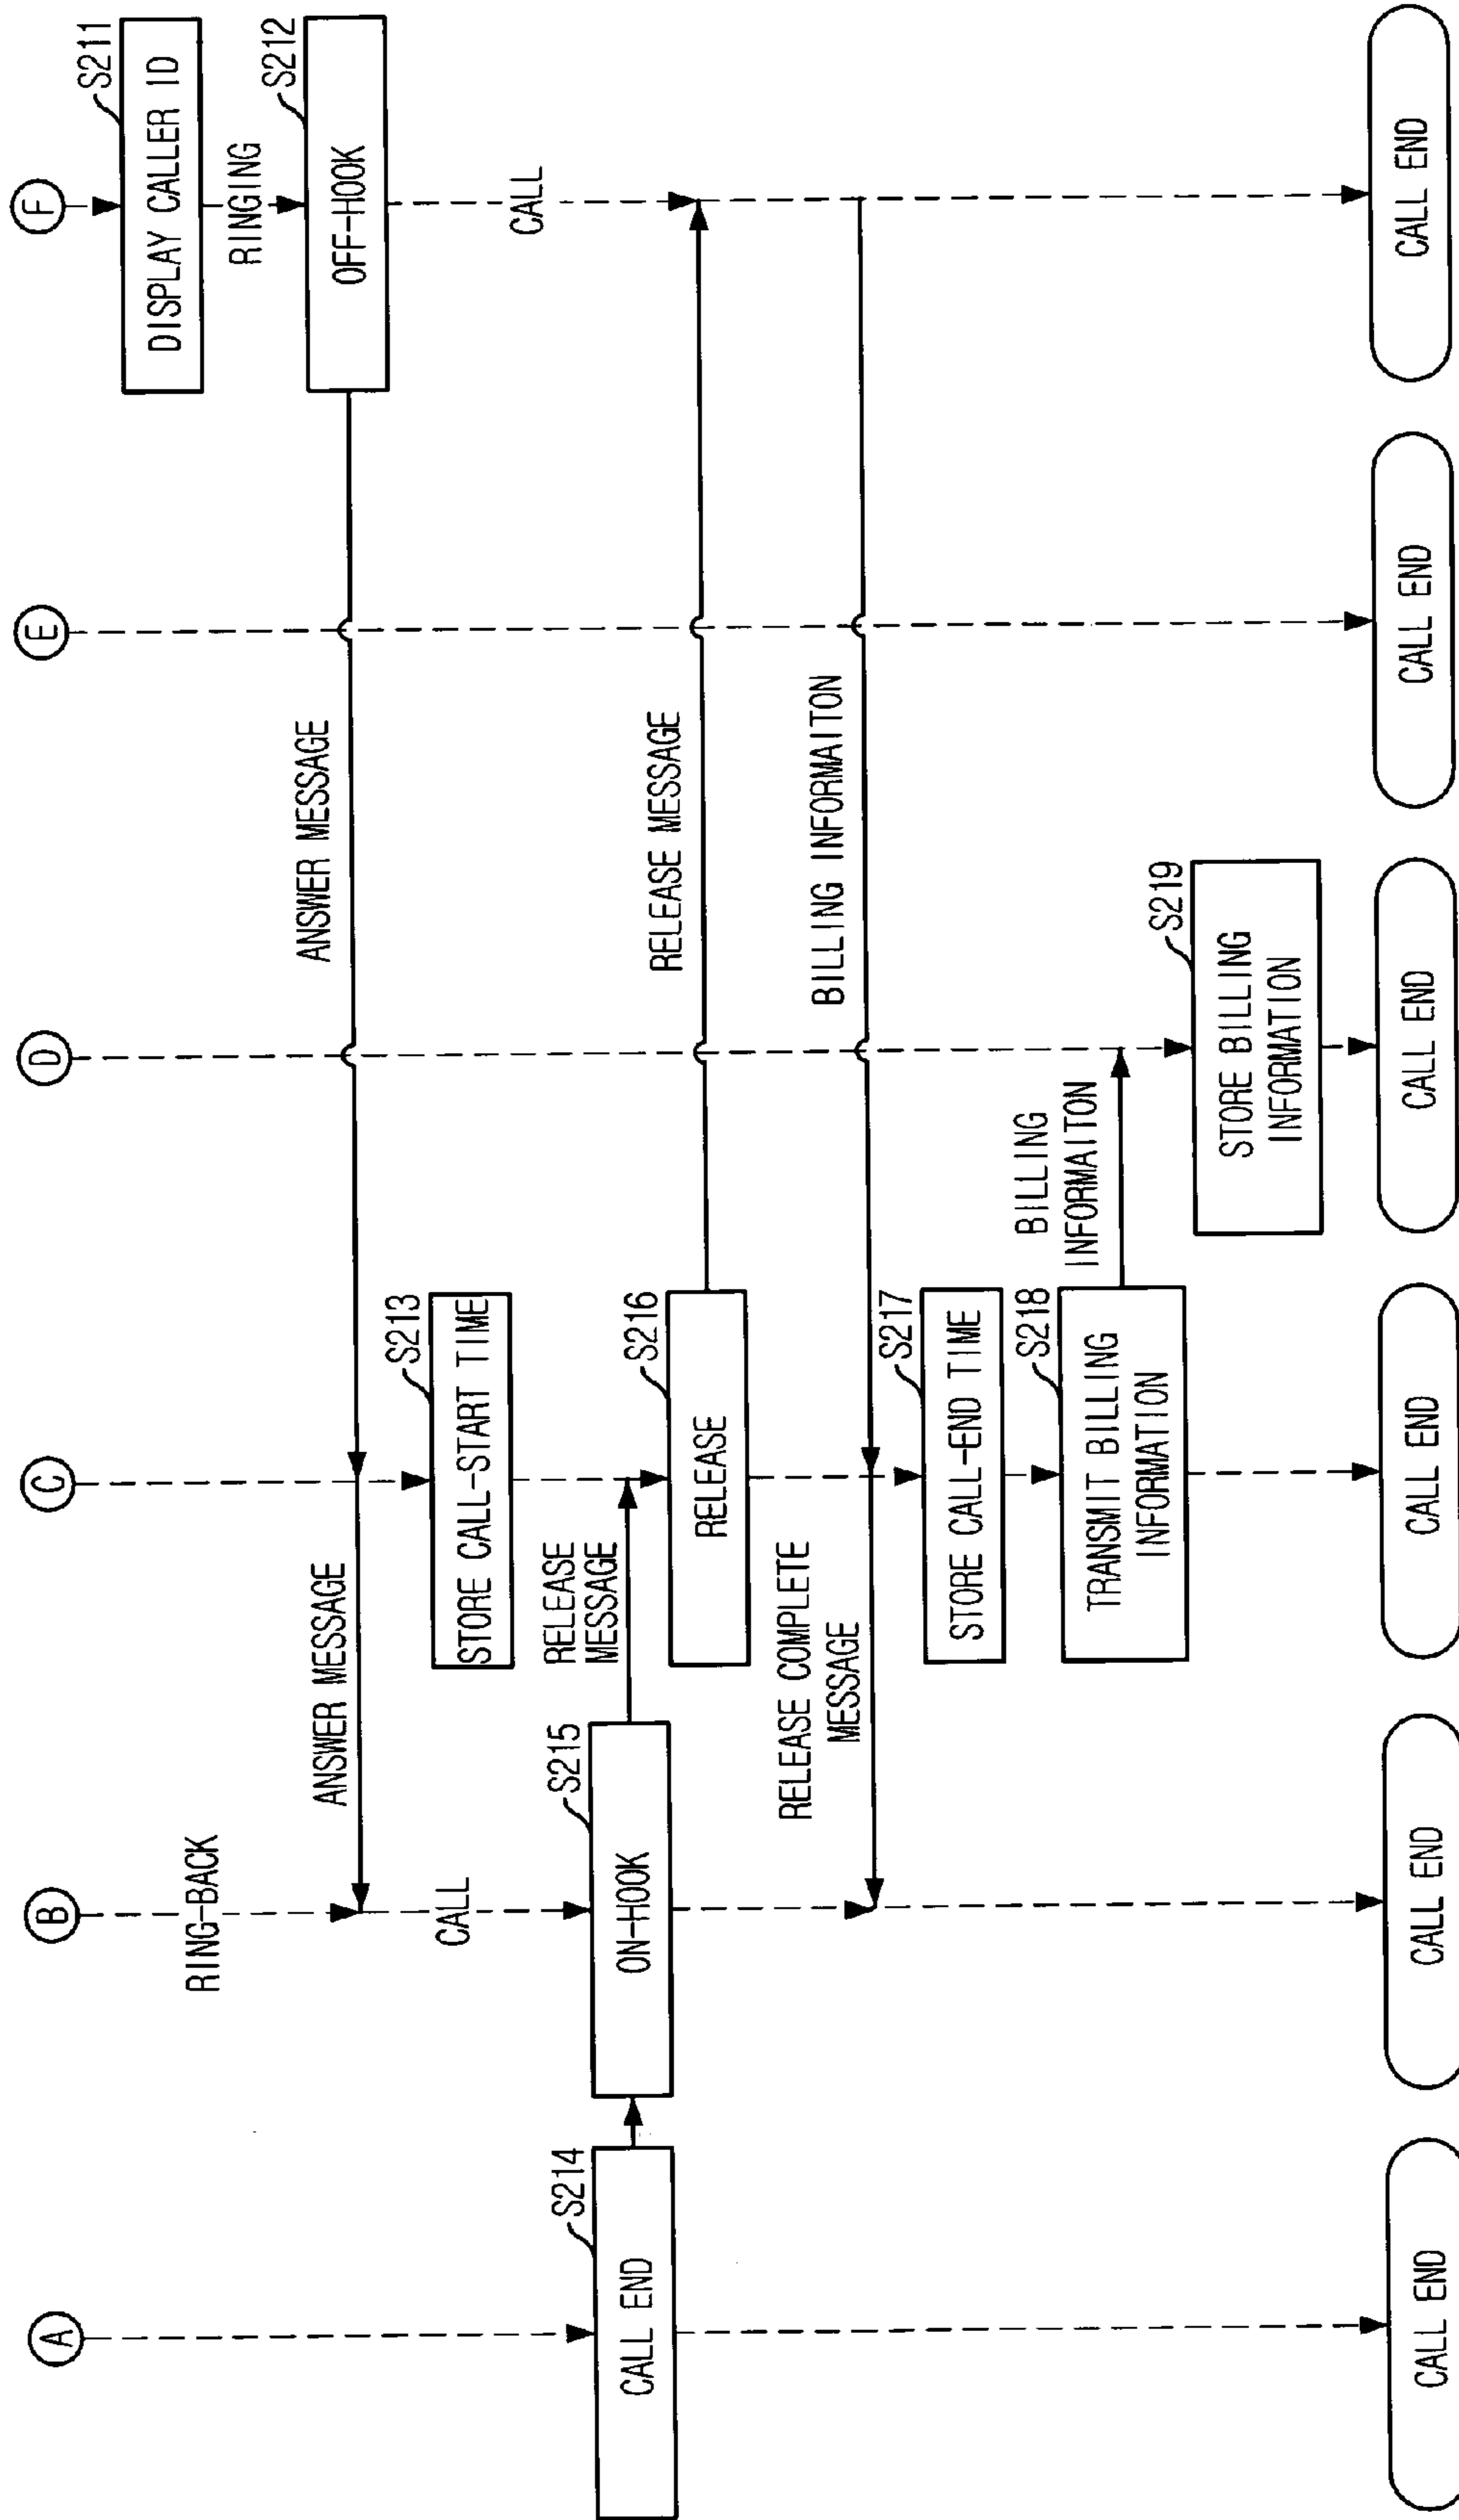 A
B
C
D
E
F
DISPLAY CALLER ID
S211
RING-BACK
RINGING
OFF-HOOK
S212
ANSWER MESSAGE
ANSWER MESSAGE
STORE CALL-START TIME
S213
CALL
CALL
CALL END
S214
ON-HOOK
S215
RELEASE
MESSAGE
RELEASE
S216
RELEASE MESSAGE
RELEASE COMPLETE
MESSAGE
BILLING INFORMAITON
STORE CALL-END TIME
S217
TRANSMIT BILLING
INFORMATION
S218
BILLING
INFORMAITON
STORE BILLING
INFORMATION
S219
CALL END
CALL END
CALL END
CALL END
CALL END
CALL END